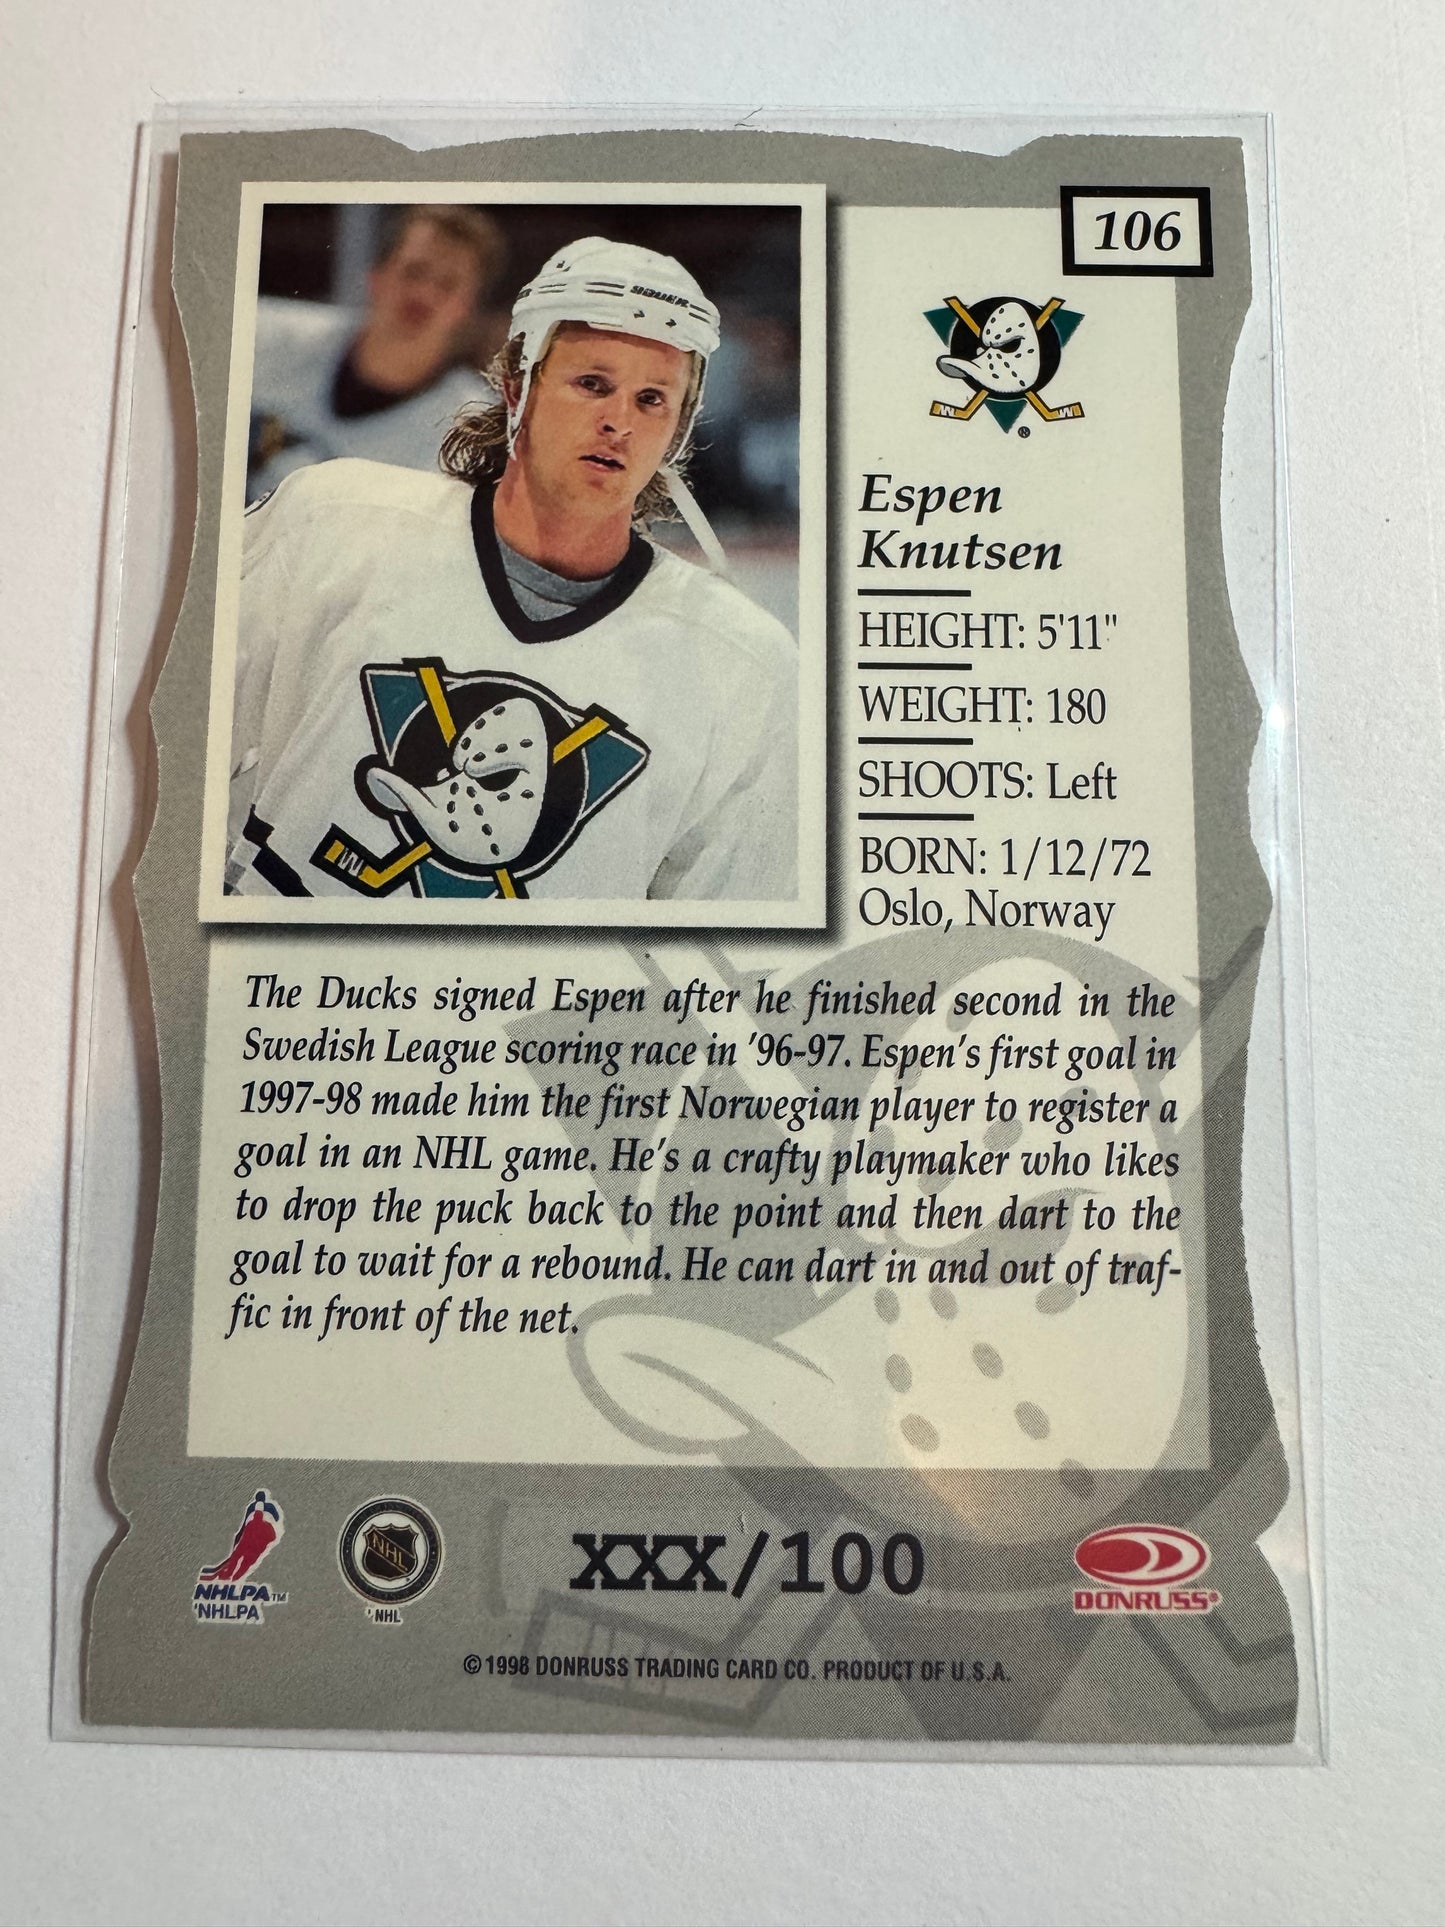 106
BAUER
Espen
Knutsen
HEIGHT: 5'11"
WEIGHT: 180
SHOOTS: Left
BORN: 1/12/72
Oslo, Norway
The Ducks signed Espen after he finished second in the
Swedish League scoring race in '96-97. Espen's first goal in
1997-98 made him the first Norwegian player to register a
goal in an NHL game. He's a crafty playmaker who likes
to drop the puck back to the point and then dart to the
goal to wait for a rebound. He can dart in and out of traf-
fic in front of the net.
NHLPA™
'NHLPA
NHL
'NHL
XXX/100
DONRUSS®
©1998 DONRUSS TRADING CARD CO. PRODUCT OF U.S.A.